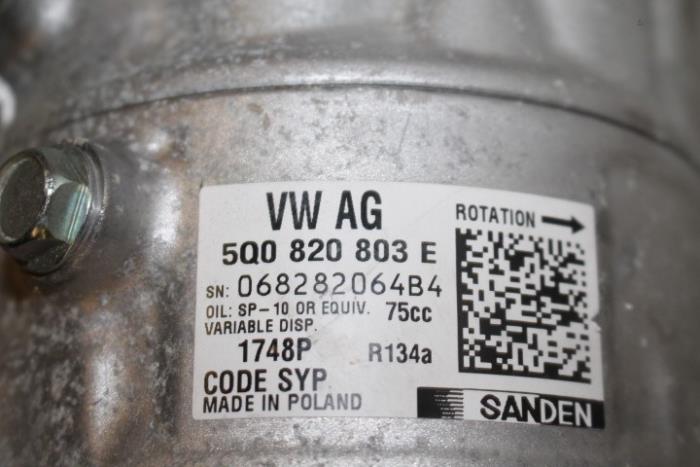 VW AG
ROTATION
5Q0 820 803 E
SN: 068282064B4
OIL: SP-10 OR EQUIV. 75cc
VARIABLE DISP.
1748P R134a
CODE SYP
MADE IN POLAND
SANDEN